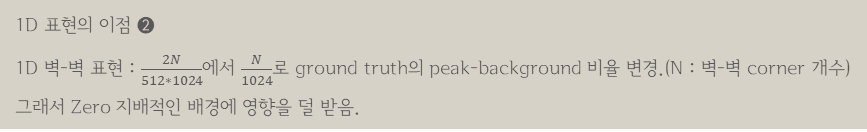 1D 표현의 이점 ❷
1D 벽-벽 표현 : 2N/512*1024에서 N/1024로 ground truth의 peak-background 비율 변경.(N : 벽-벽 corner 개수)
그래서 Zero 지배적인 배경에 영향을 덜 받음.